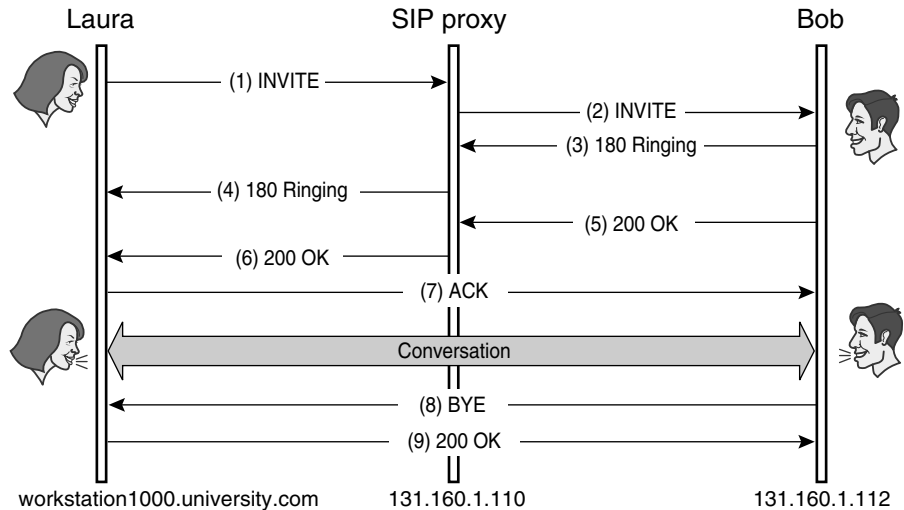 Laura
SIP proxy
Bob
(1) INVITE
(2) INVITE
(3) 180 Ringing
(4) 180 Ringing
(5) 200 OK
(6) 200 OK
(7) ACK
Conversation
(8) BYE
(9) 200 OK
workstation1000.university.com
131.160.1.110
131.160.1.112